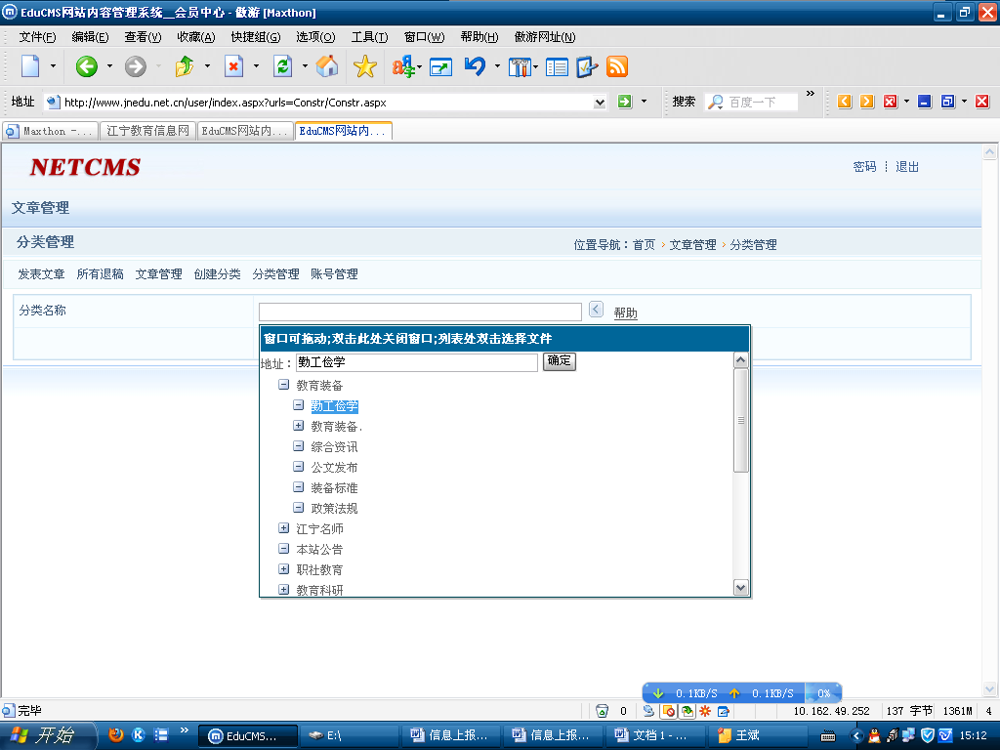 EduCMS网站内容管理系统__会员中心 - 傲游 [Maxthon]
文件(F) 编辑(E) 查看(V) 收藏(A) 快捷组(G) 选项(O) 工具(T) 窗口(W) 帮助(H) 傲游网址(N)
地址 http://www.jnedu.net.cn/user/index.aspx?urls=Constr/Constr.aspx 搜索 百度一下 »
Maxthon -... 江宁教育信息网 EduCMS网站内... EduCMS网站内...
NETCMS
密码 ┊ 退出
文章管理
分类管理 位置导航：首页 文章管理 分类管理
发表文章 所有退稿 文章管理 创建分类 分类管理 账号管理
分类名称 帮助
窗口可拖动;双击此处关闭窗口;列表处双击选择文件
地址： 勤工俭学 确定
教育装备
勤工俭学
教育装备.
综合资讯
公文发布
装备标准
政策法规
江宁名师
本站公告
职社教育
教育科研
0.1KB/S 0.1KB/S 0%
完毕 0 10.162.49.252 137 字节 1361M 4
开始 » EduCMS... E:\ 信息上报... 信息上报... 文档 1 - ... 王斌 15:12